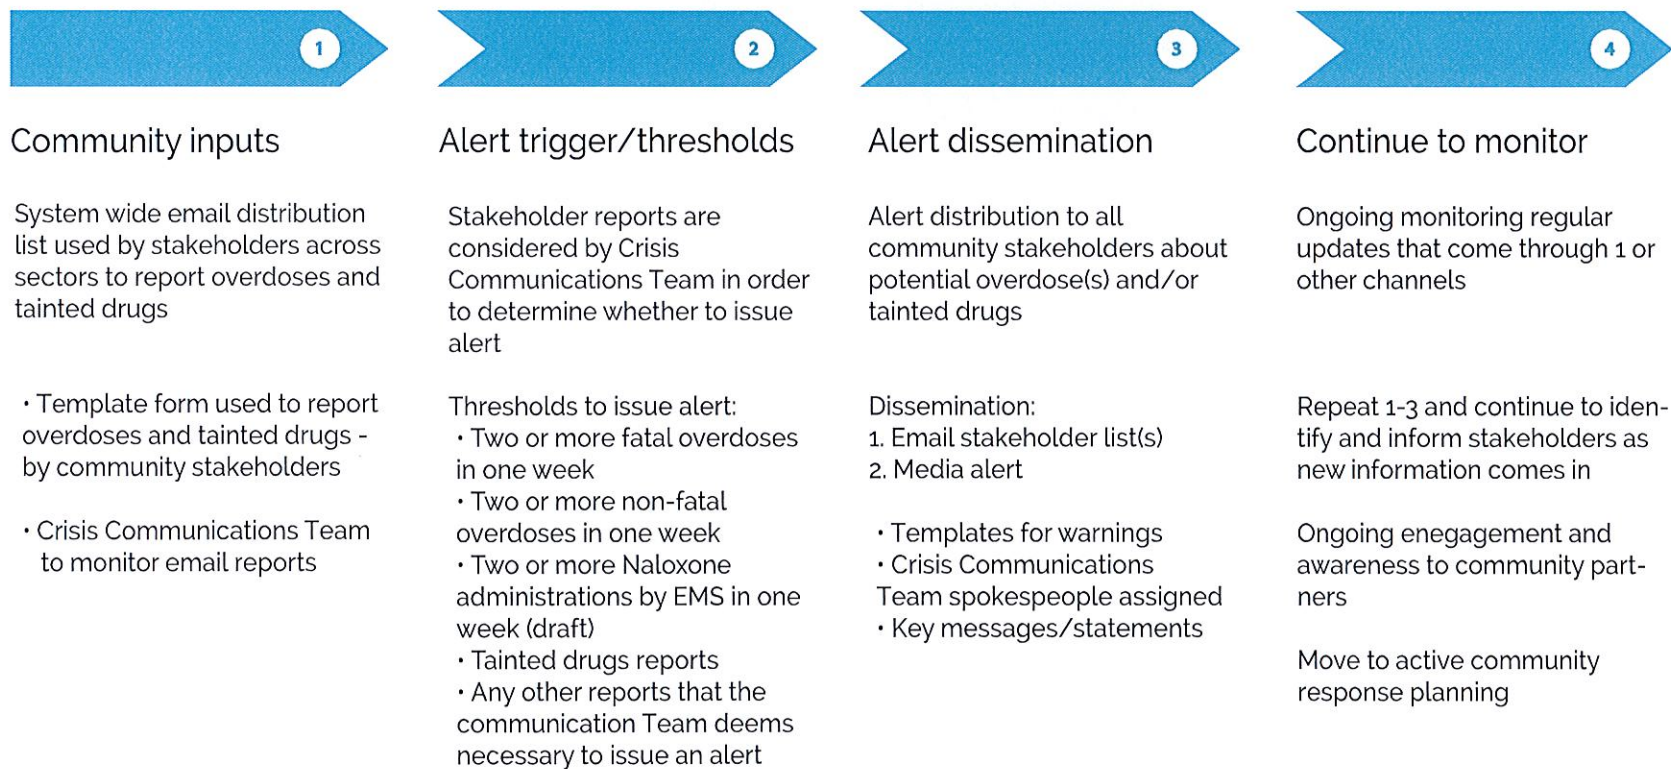 1
2
3
4
Community inputs
System wide email distribution
list used by stakeholders across
sectors to report overdoses and
tainted drugs
• Template form used to report
overdoses and tainted drugs -
by community stakeholders
• Crisis Communications Team
to monitor email reports
Alert trigger/thresholds
Stakeholder reports are
considered by Crisis
Communications Team in order
to determine whether to issue
alert
Thresholds to issue alert:
• Two or more fatal overdoses
in one week
• Two or more non-fatal
overdoses in one week
• Two or more Naloxone
administrations by EMS in one
week (draft)
• Tainted drugs reports
• Any other reports that the
communication Team deems
necessary to issue an alert
Alert dissemination
Alert distribution to all
community stakeholders about
potential overdose(s) and/or
tainted drugs
Dissemination:
1. Email stakeholder list(s)
2. Media alert
• Templates for warnings
• Crisis Communications
Team spokespeople assigned
• Key messages/statements
Continue to monitor
Ongoing monitoring regular
updates that come through 1 or
other channels
Repeat 1-3 and continue to iden-
tify and inform stakeholders as
new information comes in
Ongoing enegagement and
awareness to community part-
ners
Move to active community
response planning